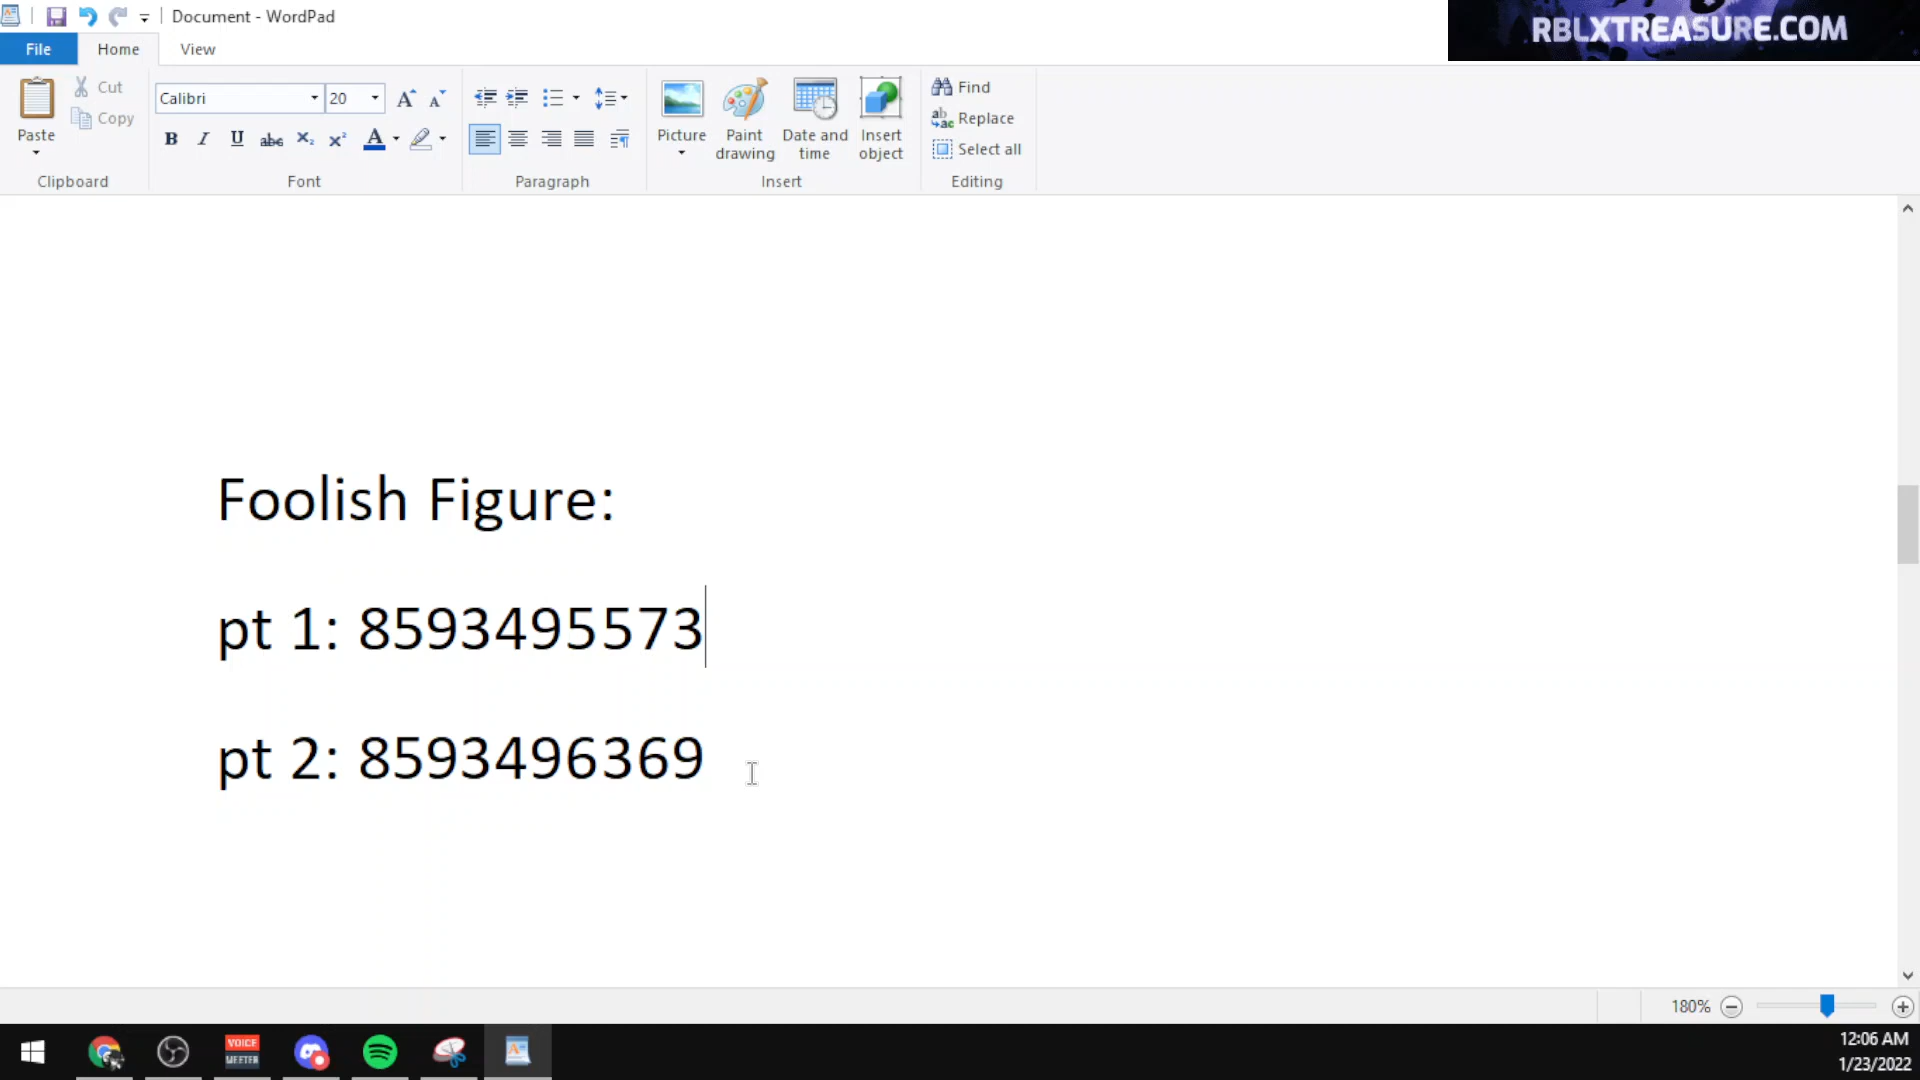 Document - WordPad
RBLXTREASURE.COM
File Home View
Paste
Cut
Copy
Clipboard
Calibri 20
Font
Paragraph
Picture
Paint drawing
Date and time
Insert object
Insert
Find
Replace
Select all
Editing
Foolish Figure:
pt 1: 8593495573
pt 2: 8593496369
180%
VOICE
MEETER
12:06 AM
1/23/2022